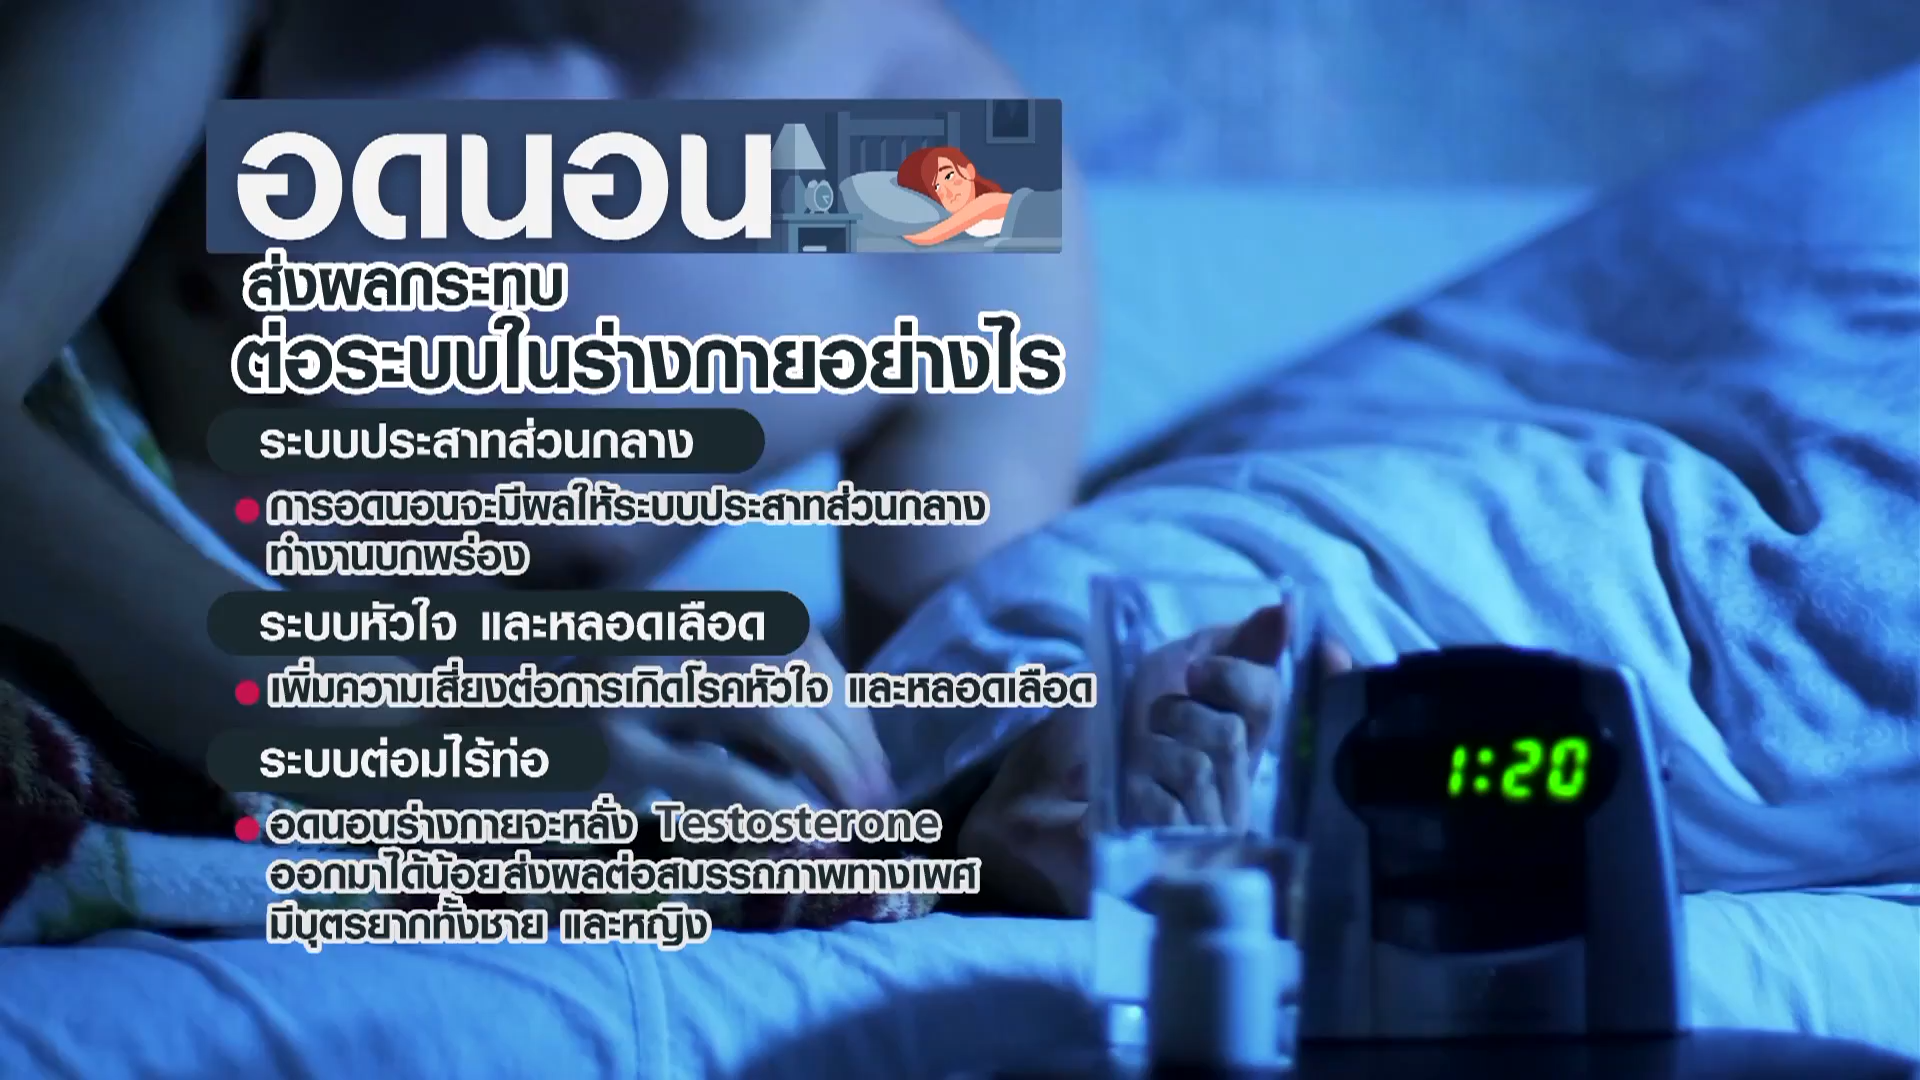 อดนอน
ส่งผลกระทบ
ต่อระบบในร่างกายอย่างไร
ระบบประสาทส่วนกลาง
การอดนอนจะมีผลให้ระบบประสาทส่วนกลาง
ทำงานบกพร่อง
ระบบหัวใจ และหลอดเลือด
เพิ่มความเสี่ยงต่อการเกิดโรคหัวใจ และหลอดเลือด
ระบบต่อมไร้ท่อ
อดนอนร่างกายจะหลั่ง Testosterone
ออกมาได้น้อยส่งผลต่อสมรรถภาพทางเพศ
มีบุตรยากทั้งชาย และหญิง
1:20